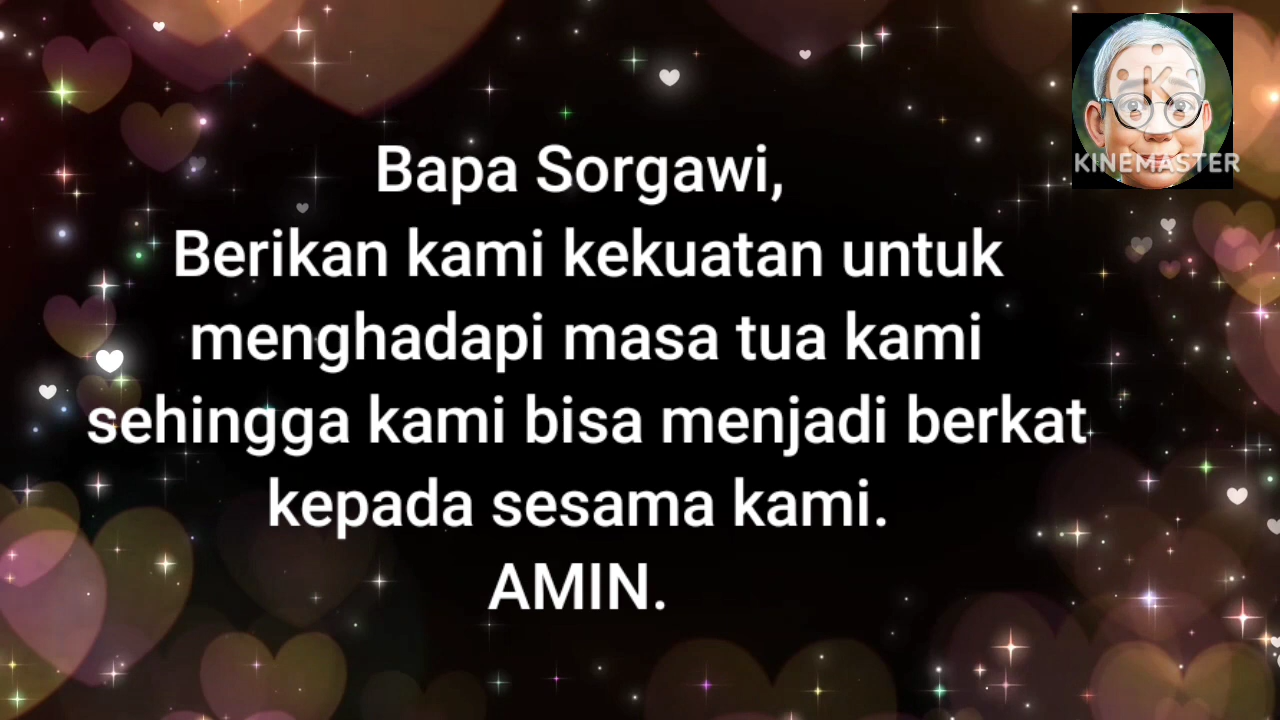 KINEMASTER
Bapa Sorgawi,
Berikan kami kekuatan untuk
menghadapi masa tua kami
sehingga kami bisa menjadi berkat
kepada sesama kami.
AMIN.